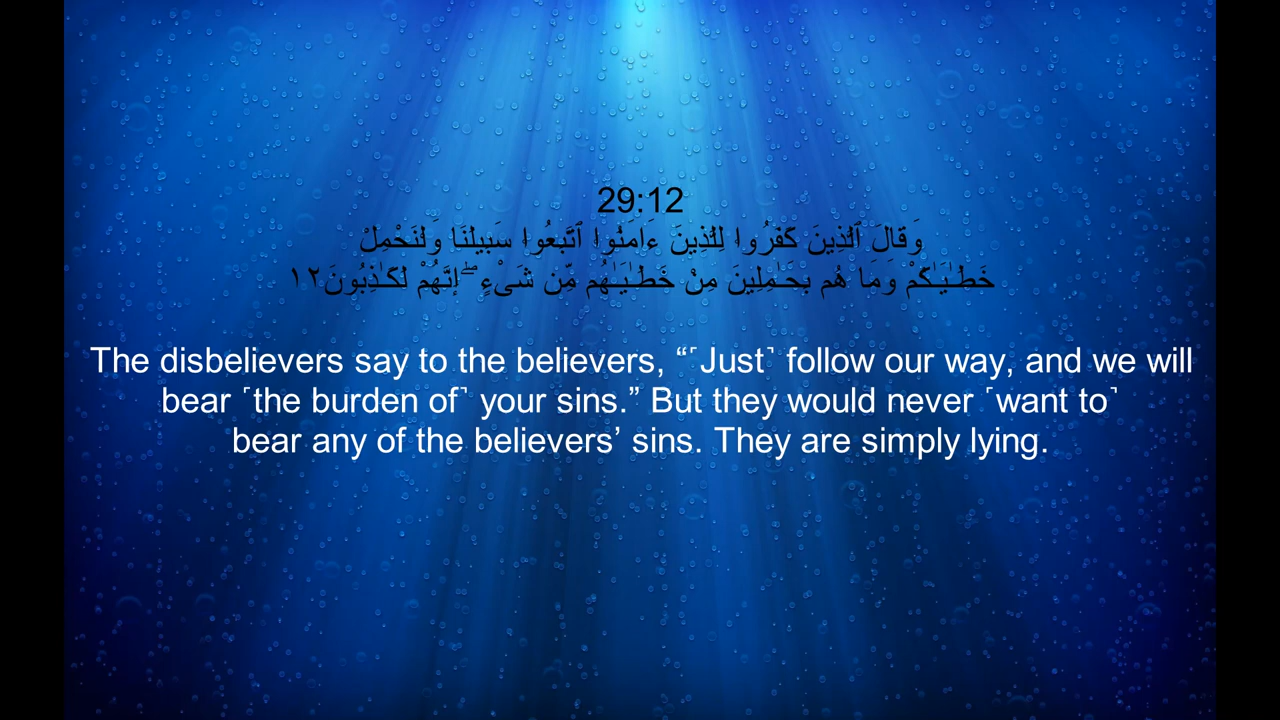 29:12
وَقَالَ ٱلَّذِينَ كَفَرُوا۟ لِلَّذِينَ ءَامَنُوا۟ ٱتَّبِعُوا۟ سَبِيلَنَا وَلْنَحْمِلْ
خَطَـٰيَـٰكُمْ وَمَا هُم بِحَـٰمِلِينَ مِنْ خَطَـٰيَـٰهُم مِّن شَىْءٍ ۖ إِنَّهُمْ لَكَـٰذِبُونَ ١٢
The disbelievers say to the believers, “˹Just˺ follow our way, and we will
bear ˹the burden of˺ your sins.” But they would never ˹want to˺
bear any of the believers’ sins. They are simply lying.